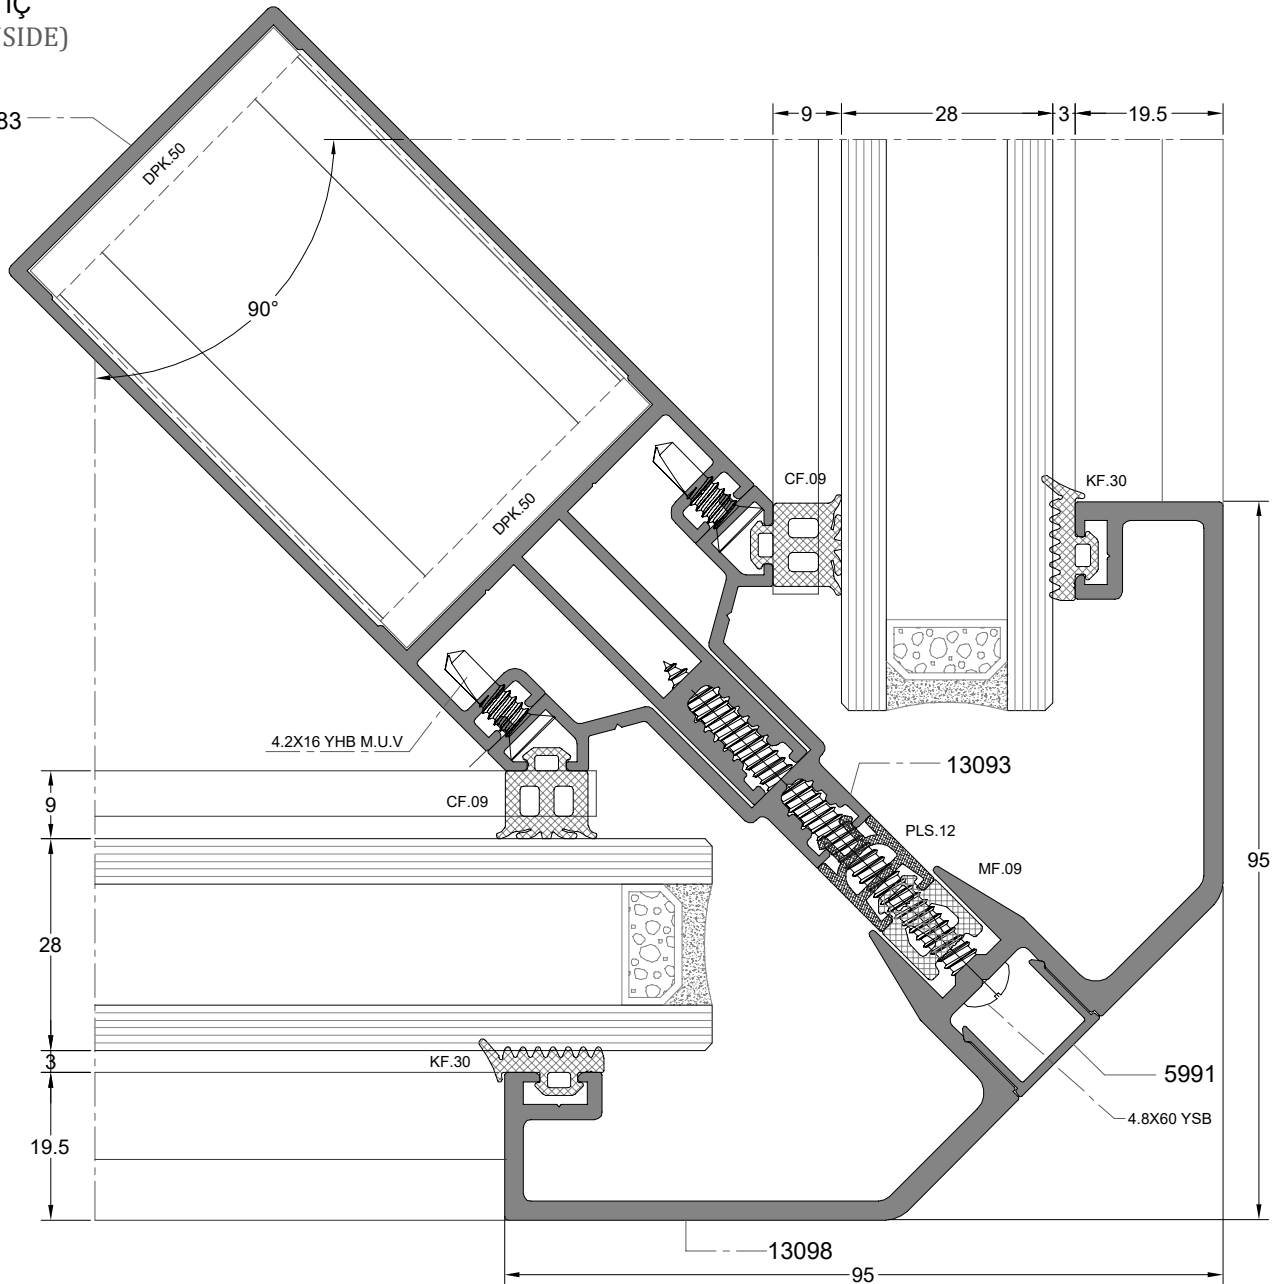 İÇ
SIDE)
83
DPK.50
90°
9
28
3
19.5
CF.09
KF.30
DPK.50
4.2X16 YHB M.U.V
CF.09
13093
PLS.12
MF.09
95
9
28
3
19.5
KF.30
5991
4.8X60 YSB
13098
95